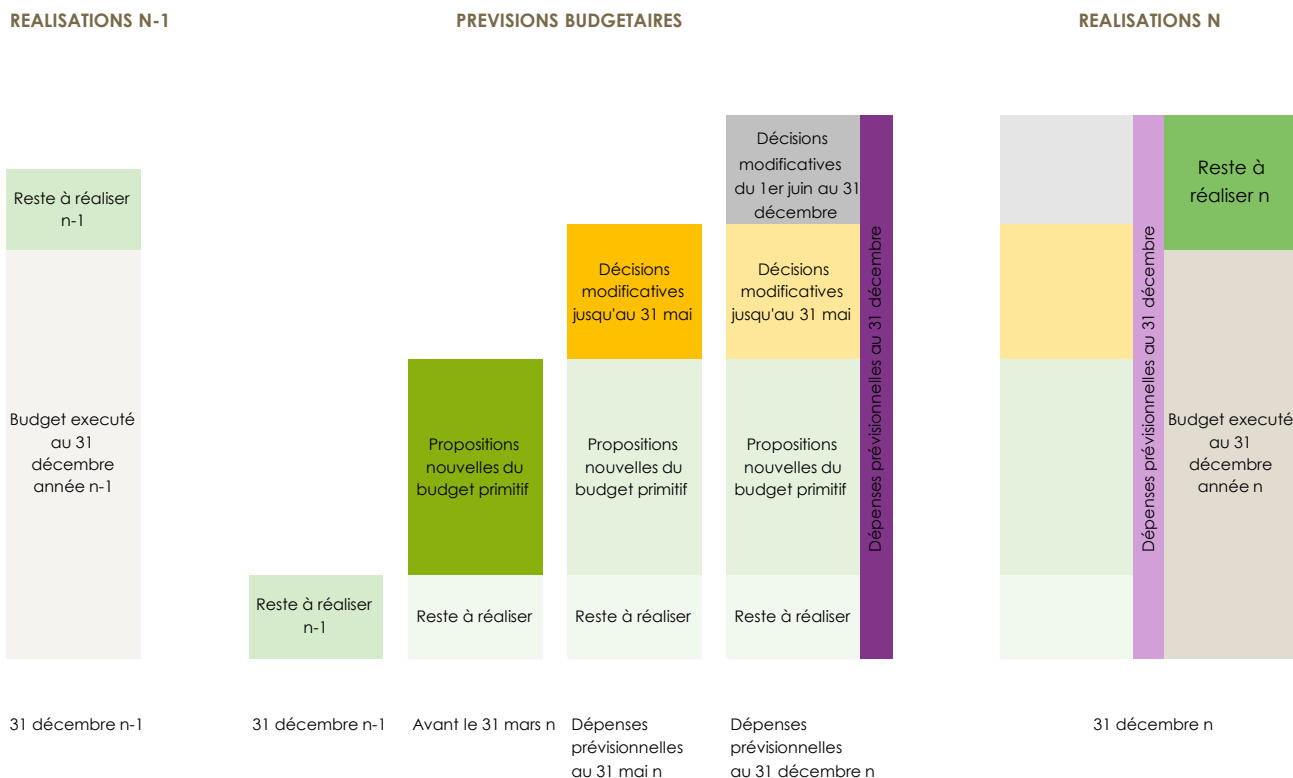 REALISATIONS N-1
PREVISIONS BUDGETAIRES
REALISATIONS N
Reste à réaliser
n-1
Budget executé
au 31
décembre
année n-1
Reste à réaliser
n-1
Propositions
nouvelles du
budget primitif
Reste à réaliser
Décisions
modificatives
jusqu'au 31 mai
Propositions
nouvelles du
budget primitif
Reste à réaliser
Décisions
modificatives
du 1er juin au 31
décembre
Décisions
modificatives
jusqu'au 31 mai
Propositions
nouvelles du
budget primitif
Reste à réaliser
Dépenses prévisionnelles au 31 décembre
Dépenses prévisionnelles au 31 décembre
Reste à
réaliser n
Budget executé
au 31
décembre
année n
31 décembre n-1
31 décembre n-1
Avant le 31 mars n
Dépenses
prévisionnelles
au 31 mai n
Dépenses
prévisionnelles
au 31 décembre n
31 décembre n